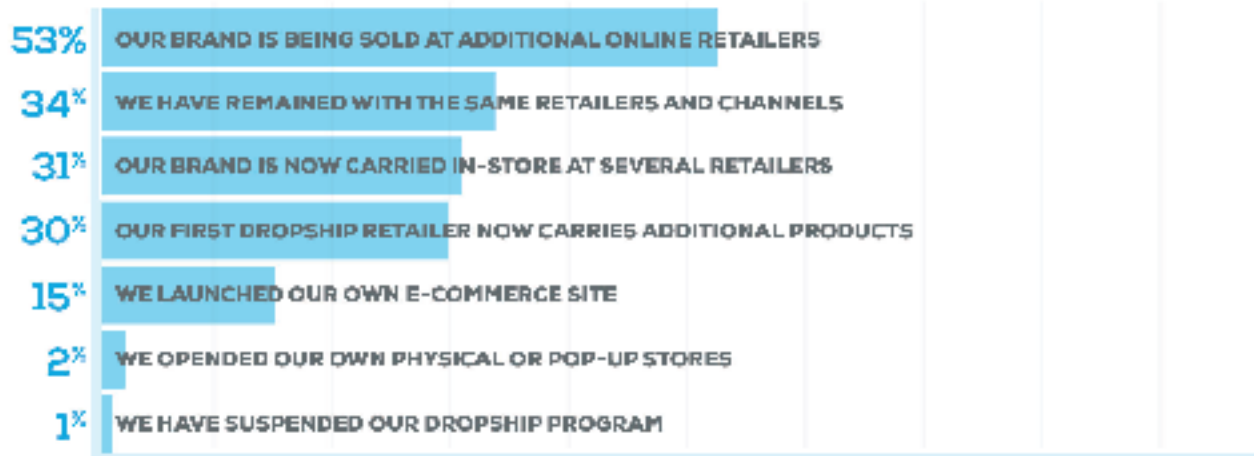 53% OUR BRAND IS BEING SOLD AT ADDITIONAL ONLINE RETAILERS
34% WE HAVE REMAINED WITH THE SAME RETAILERS AND CHANNELS
31% OUR BRAND IS NOW CARRIED IN-STORE AT SEVERAL RETAILERS
30% OUR FIRST DROPSHIP RETAILER NOW CARRIES ADDITIONAL PRODUCTS
15% WE LAUNCHED OUR OWN E-COMMERCE SITE
2% WE OPENDED OUR OWN PHYSICAL OR POP-UP STORES
1% WE HAVE SUSPENDED OUR DROPSHIP PROGRAM